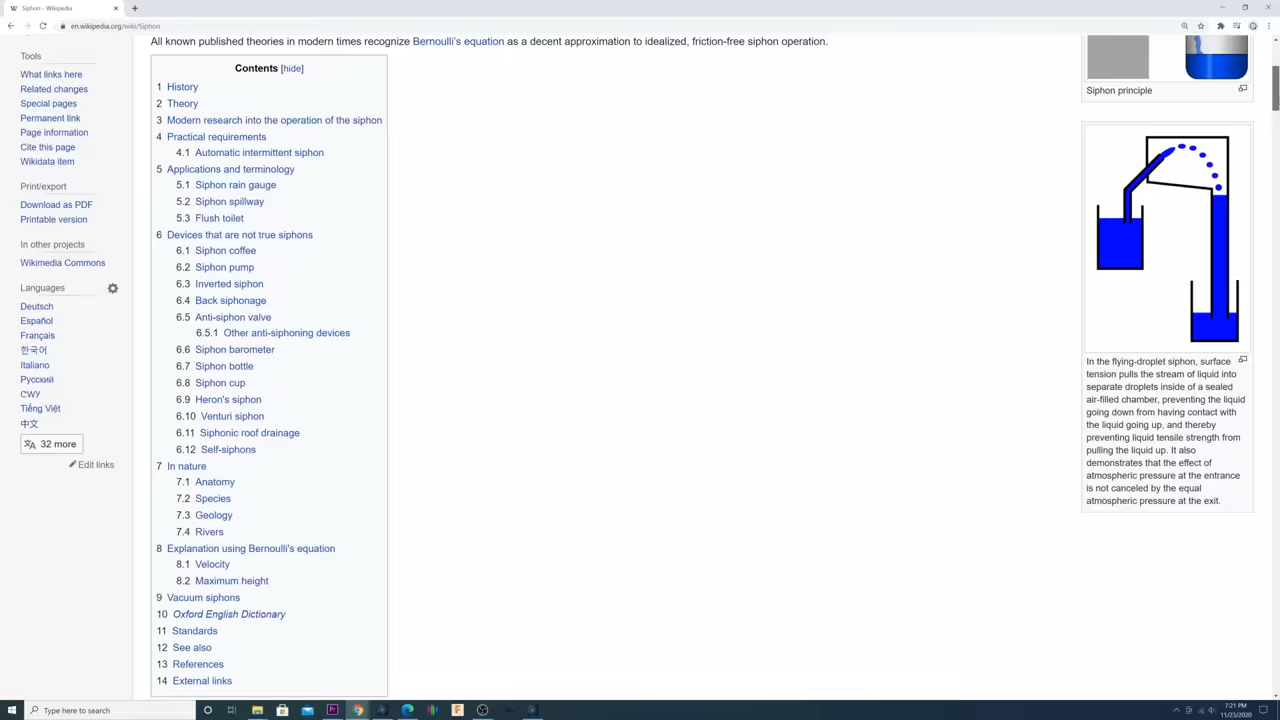 Siphon - Wikipedia
en.wikipedia.org/wiki/Siphon
All known published theories in modern times recognize Bernoulli's equation as a decent approximation to idealized, friction-free siphon operation.
Tools
What links here
Related changes
Special pages
Permanent link
Page information
Cite this page
Wikidata item
Print/export
Download as PDF
Printable version
In other projects
Wikimedia Commons
Languages
Deutsch
Español
Français
한국어
Italiano
Русский
CWY
Tiếng Việt
中文
32 more
Edit links
Contents [hide]
1 History
2 Theory
3 Modern research into the operation of the siphon
4 Practical requirements
4.1 Automatic intermittent siphon
5 Applications and terminology
5.1 Siphon rain gauge
5.2 Siphon spillway
5.3 Flush toilet
6 Devices that are not true siphons
6.1 Siphon coffee
6.2 Siphon pump
6.3 Inverted siphon
6.4 Back siphonage
6.5 Anti-siphon valve
6.5.1 Other anti-siphoning devices
6.6 Siphon barometer
6.7 Siphon bottle
6.8 Siphon cup
6.9 Heron's siphon
6.10 Venturi siphon
6.11 Siphonic roof drainage
6.12 Self-siphons
7 In nature
7.1 Anatomy
7.2 Species
7.3 Geology
7.4 Rivers
8 Explanation using Bernoulli's equation
8.1 Velocity
8.2 Maximum height
9 Vacuum siphons
10 Oxford English Dictionary
11 Standards
12 See also
13 References
14 External links
Siphon principle
In the flying-droplet siphon, surface
tension pulls the stream of liquid into
separate droplets inside of a sealed
air-filled chamber, preventing the liquid
going down from having contact with
the liquid going up, and thereby
preventing liquid tensile strength from
pulling the liquid up. It also
demonstrates that the effect of
atmospheric pressure at the entrance
is not canceled by the equal
atmospheric pressure at the exit.
Type here to search
7:21 PM
11/23/2020